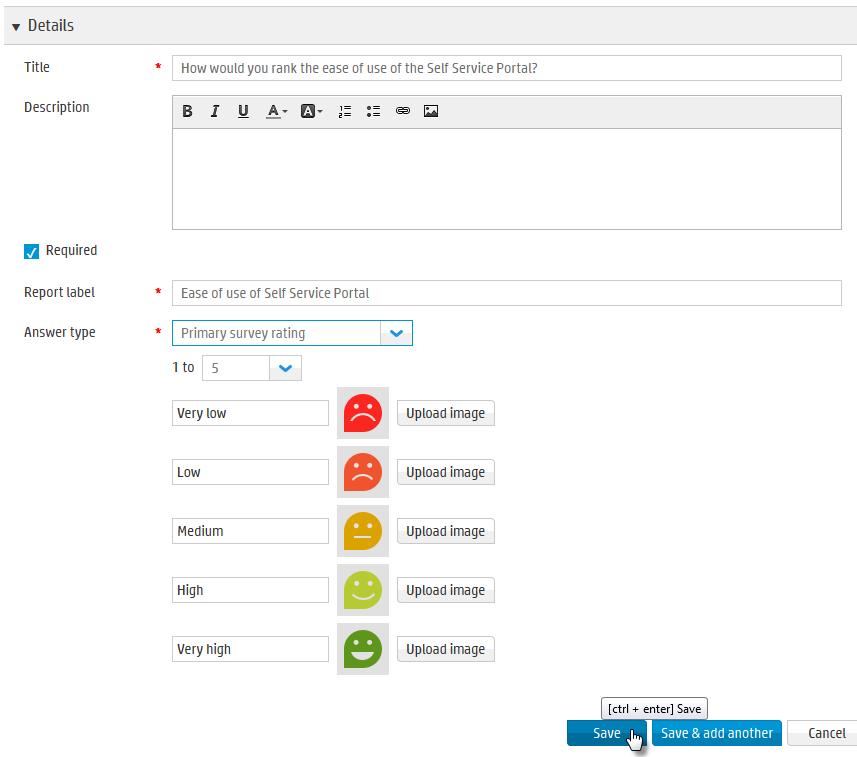 Details
Title * How would you rank the ease of use of the Self Service Portal?
Description
B I U A A
Required
Report label * Ease of use of Self Service Portal
Answer type * Primary survey rating
1 to 5
Very low Upload image
Low Upload image
Medium Upload image
High Upload image
Very high Upload image
[ctrl + enter] Save
Save Save & add another Cancel